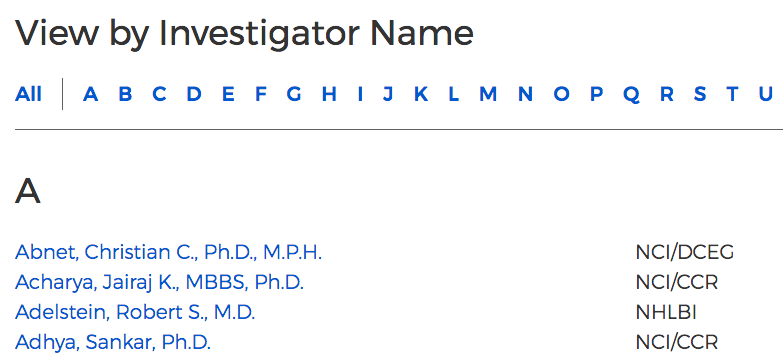 View by Investigator Name
All A B C D E F G H I J K L M N O P Q R S T U
A
Abnet, Christian C., Ph.D., M.P.H. NCI/DCEG
Acharya, Jairaj K., MBBS, Ph.D. NCI/CCR
Adelstein, Robert S., M.D. NHLBI
Adhya, Sankar, Ph.D. NCI/CCR